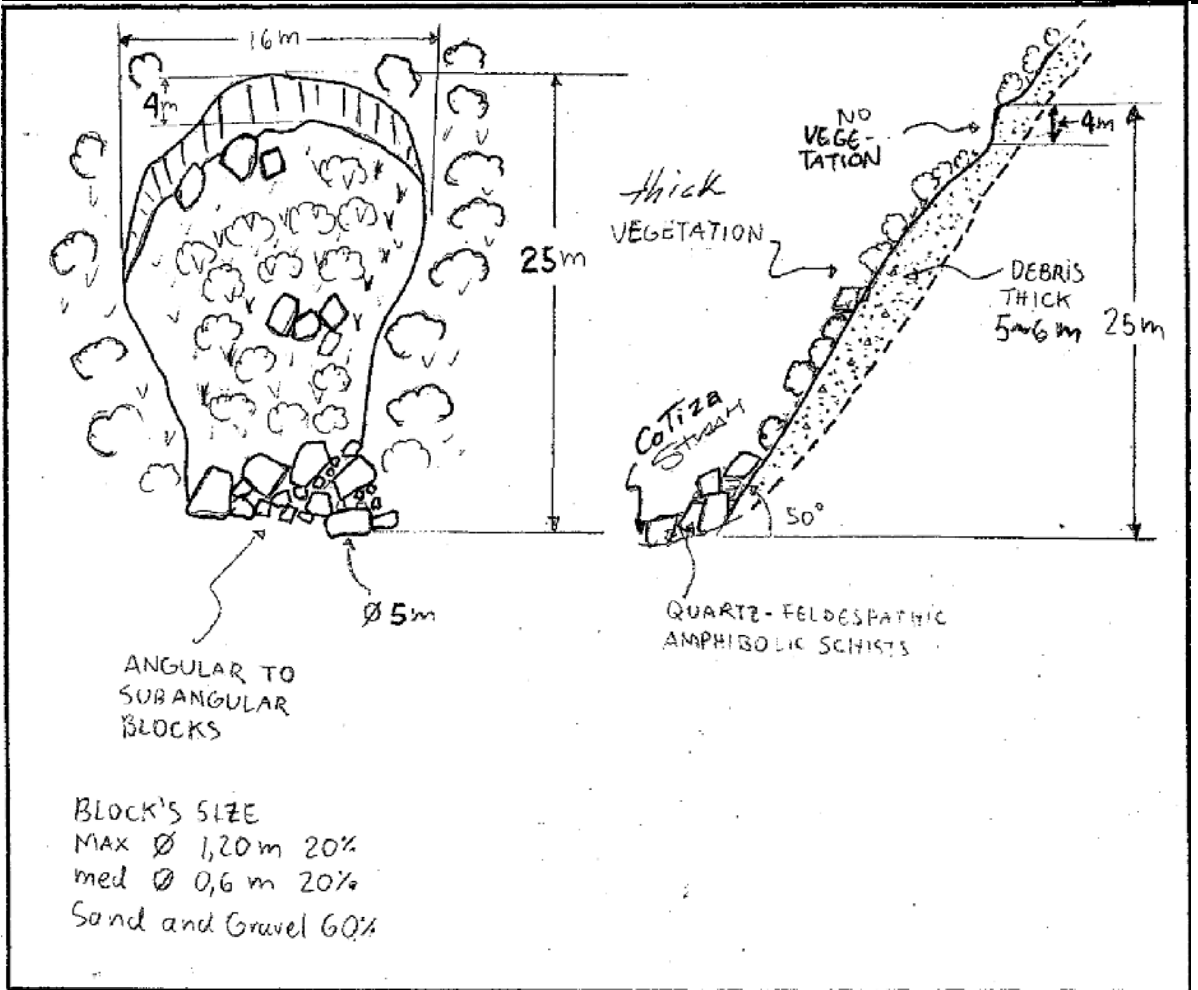 16m
4
m
25m
Ø 5m
ANGULAR TO
SUBANGULAR
BLOCKS
BLOCK'S SIZE
MAX Ø 1,20 m 20%
med Ø 0,6 m 20%
Sand and Gravel 60%
NO
VEGE-
TATION
4m
thick
VEGETATION
DEBRIS
THICK
5~6 m
25m
CoTiza
Stream
50°
QUARTZ-FELDESPATHIC
AMPHIBOLIC SCHISTS